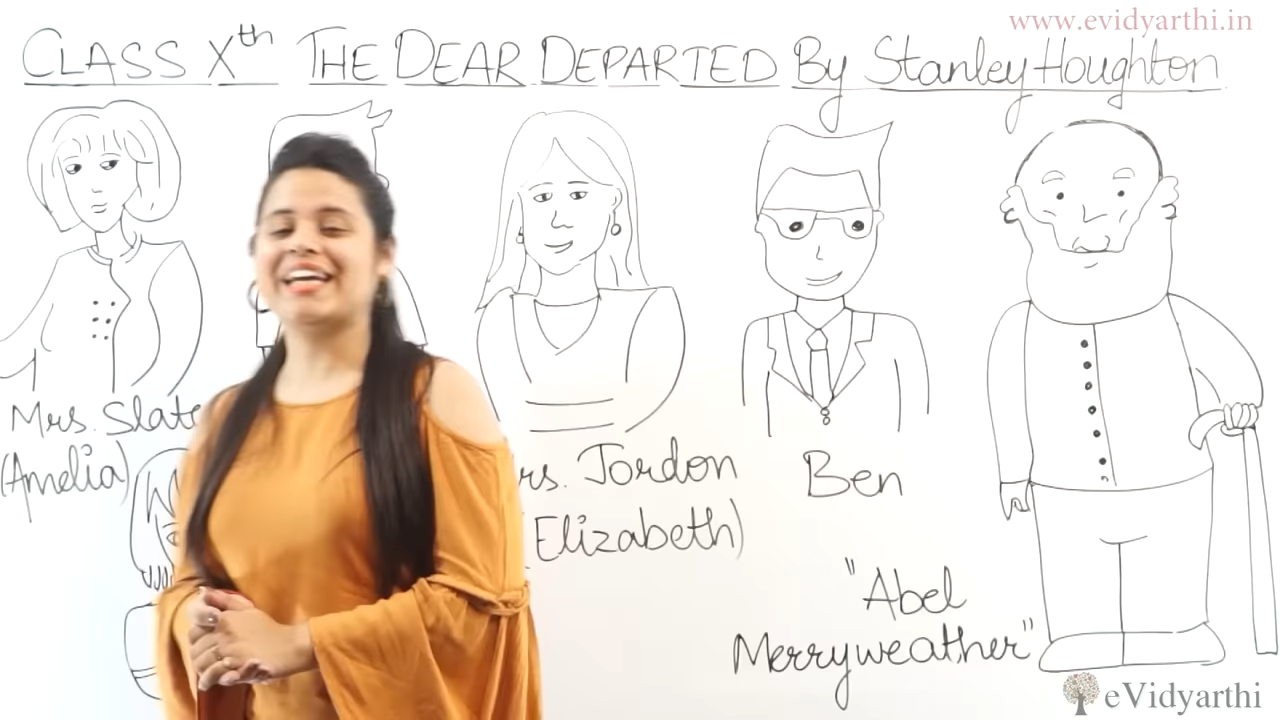 www.evidyarthi.in
CLASS Xth THE DEAR DEPARTED By Stanley Houghton
Mrs. Slate
(Amelia)
rs. Jordon
(Elizabeth)
Ben
"Abel
Merryweather"
eVidyarthi